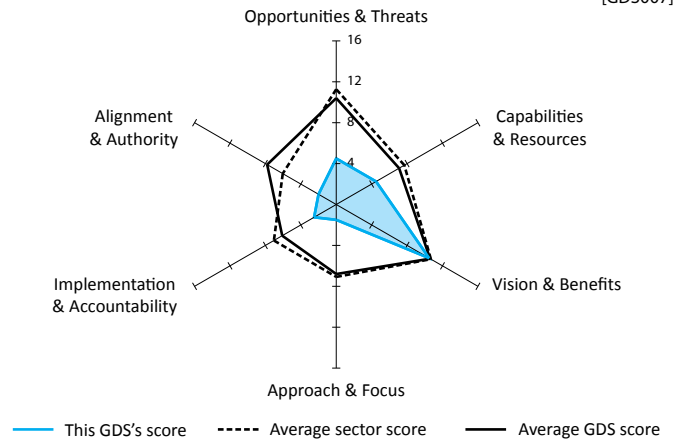 Opportunities & Threats
16
12
8
4
Alignment
& Authority
Capabilities
& Resources
Implementation
& Accountability
Vision & Benefits
Approach & Focus
This GDS’s score
Average sector score
Average GDS score